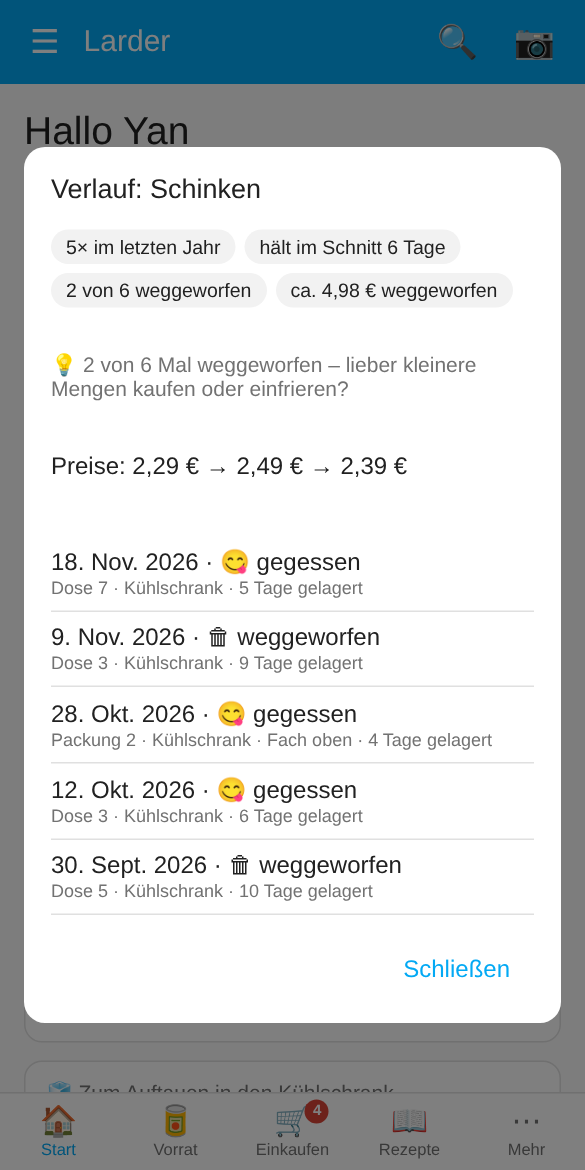 ☰ Larder 🔍 📷
Hallo Yan
Verlauf: Schinken
5× im letzten Jahr hält im Schnitt 6 Tage
2 von 6 weggeworfen ca. 4,98 € weggeworfen
💡 2 von 6 Mal weggeworfen – lieber kleinere
Mengen kaufen oder einfrieren?
Preise: 2,29 € → 2,49 € → 2,39 €
18. Nov. 2026 · 😋 gegessen
Dose 7 · Kühlschrank · 5 Tage gelagert
9. Nov. 2026 · 🗑 weggeworfen
Dose 3 · Kühlschrank · 9 Tage gelagert
28. Okt. 2026 · 😋 gegessen
Packung 2 · Kühlschrank · Fach oben · 4 Tage gelagert
12. Okt. 2026 · 😋 gegessen
Dose 3 · Kühlschrank · 6 Tage gelagert
30. Sept. 2026 · 🗑 weggeworfen
Dose 5 · Kühlschrank · 10 Tage gelagert
Schließen
🧊 Zum Auftauen in den Kühlschrank
4
Start Vorrat Einkaufen Rezepte Mehr